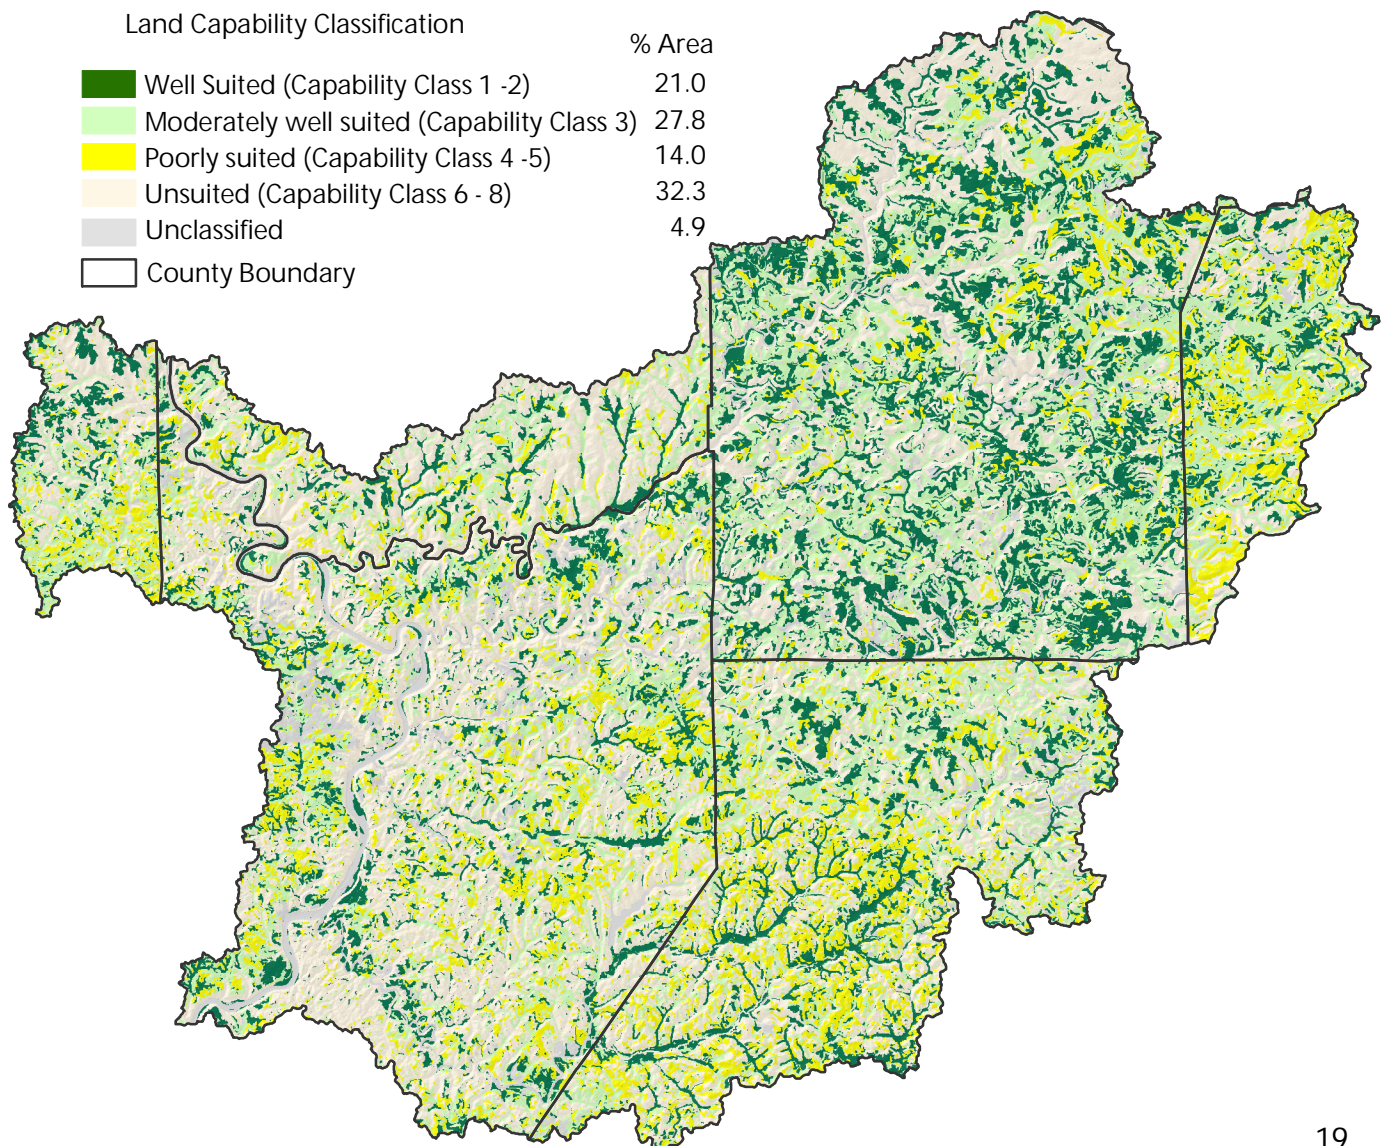 Land Capability Classification
% Area
Well Suited (Capability Class 1 -2) 21.0
Moderately well suited (Capability Class 3) 27.8
Poorly suited (Capability Class 4 -5) 14.0
Unsuited (Capability Class 6 - 8) 32.3
Unclassified 4.9
County Boundary
19